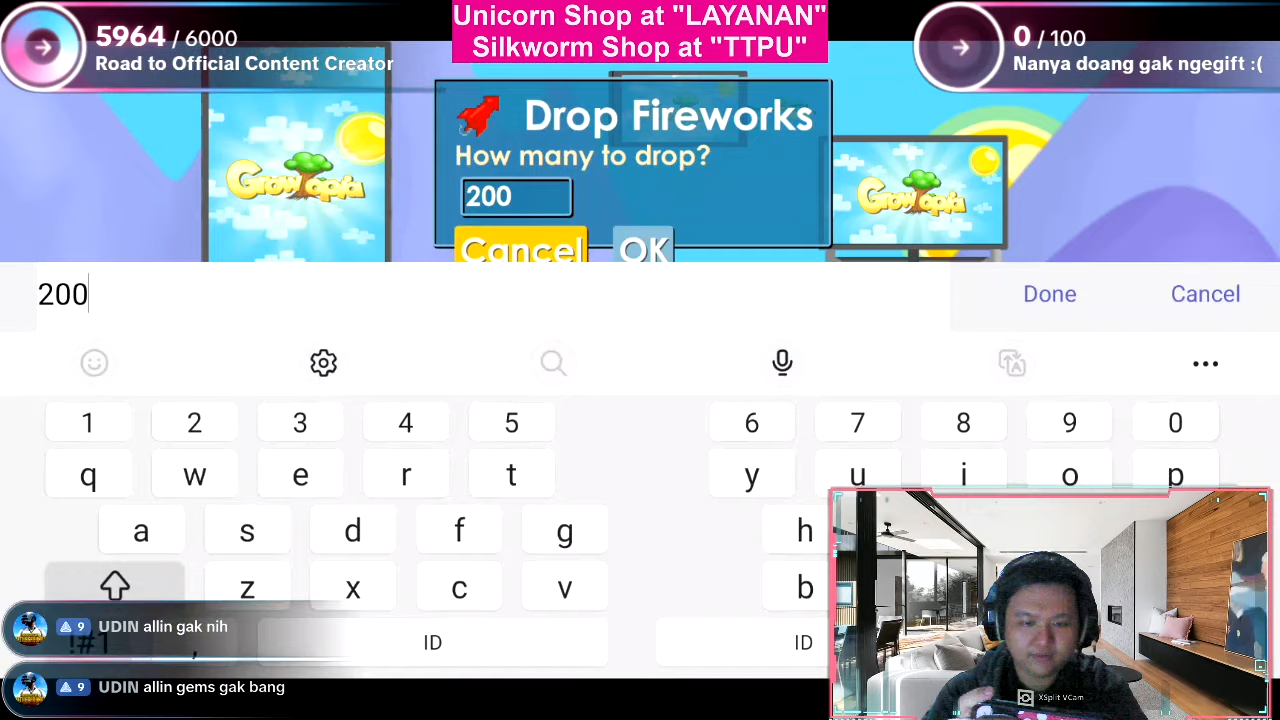 5964 / 6000
Road to Official Content Creator
Unicorn Shop at "LAYANAN"
Silkworm Shop at "TTPU"
0 / 100
Nanya doang gak ngegift :(
Growtopia
Drop Fireworks
How many to drop?
200
Cancel OK
Growtopia
200
Done Cancel
1 2 3 4 5 6 7 8 9 0
q w e r t y u i o p
a s d f g h
z x c v b
9 UDIN allin gak nih
!#1 , ID ID
9 UDIN allin gems gak bang
XSplit VCam